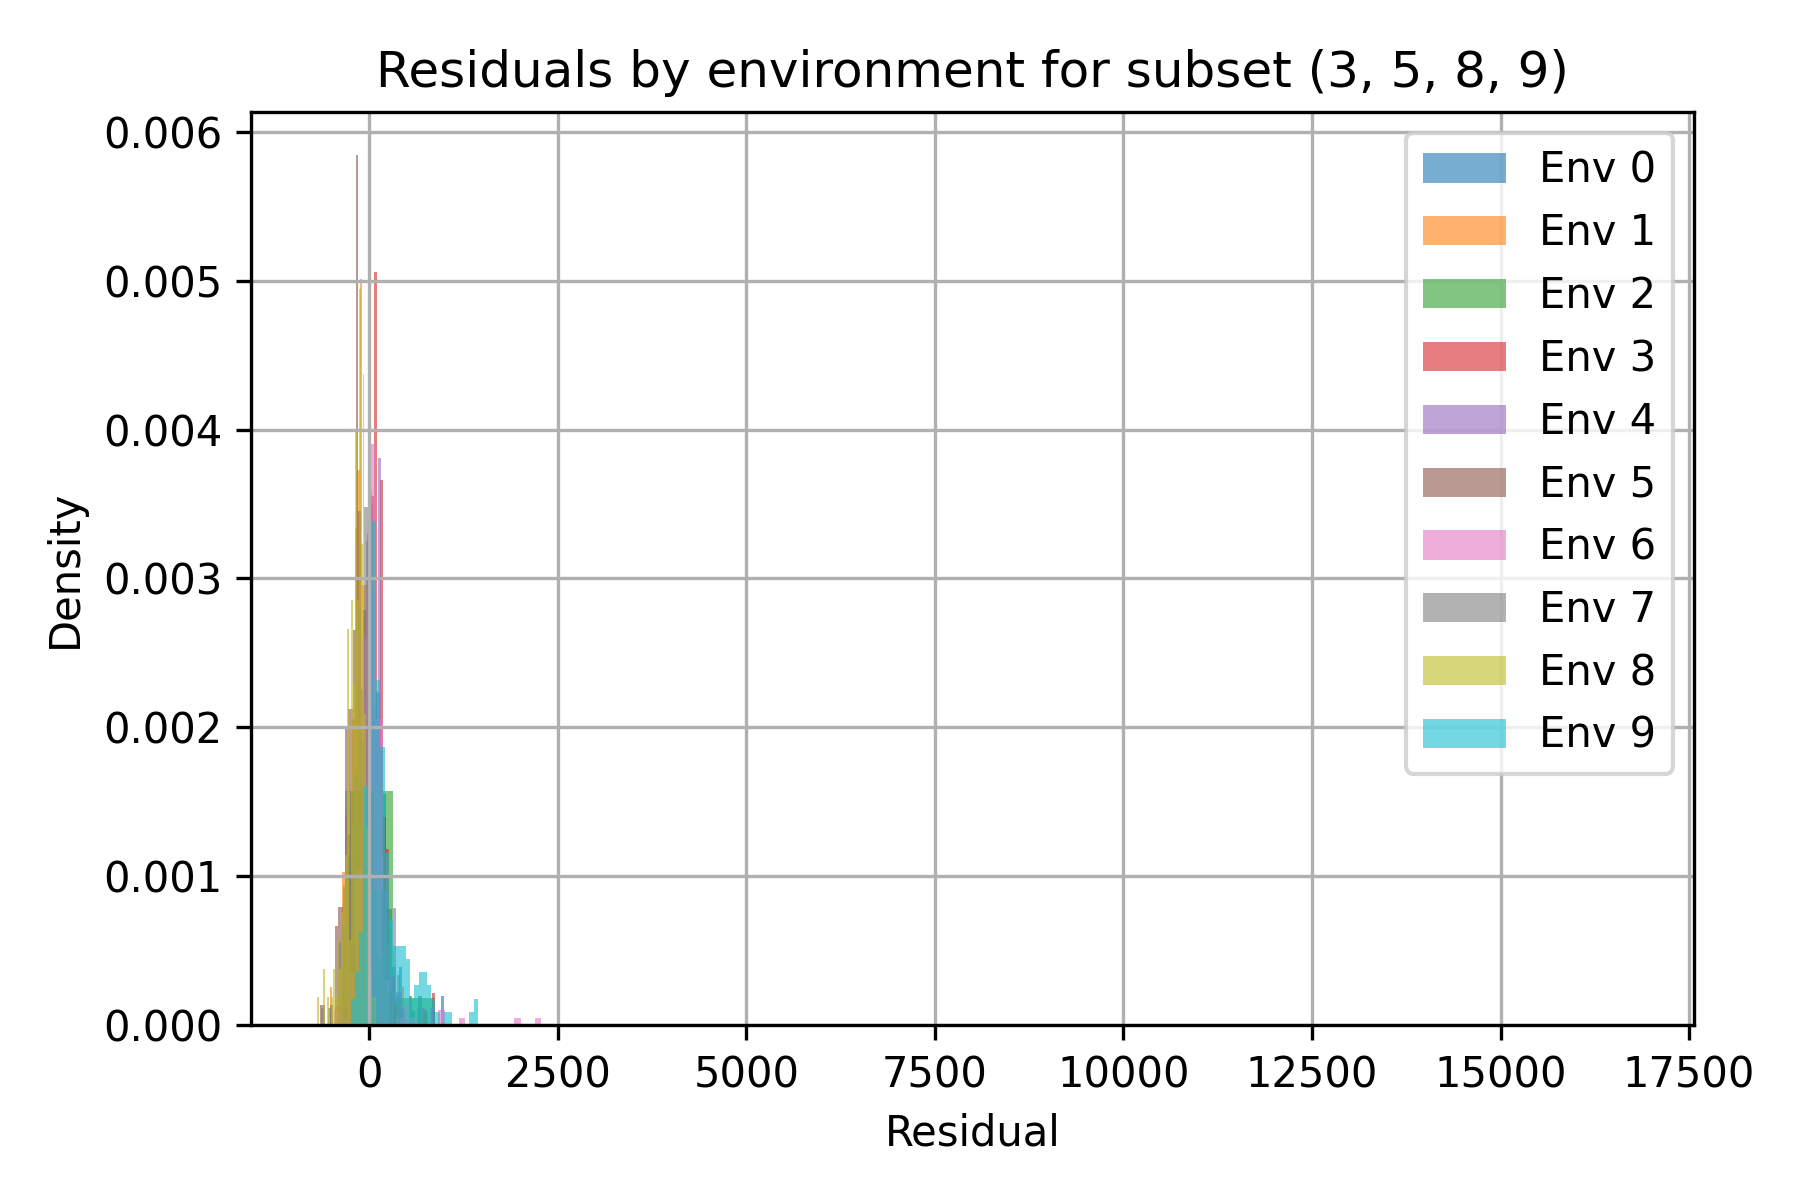 Residuals by environment for subset (3, 5, 8, 9)
0.006
0.005
0.004
0.003
0.002
0.001
0.000
Density
Env 0
Env 1
Env 2
Env 3
Env 4
Env 5
Env 6
Env 7
Env 8
Env 9
0 2500 5000 7500 10000 12500 15000 17500
Residual